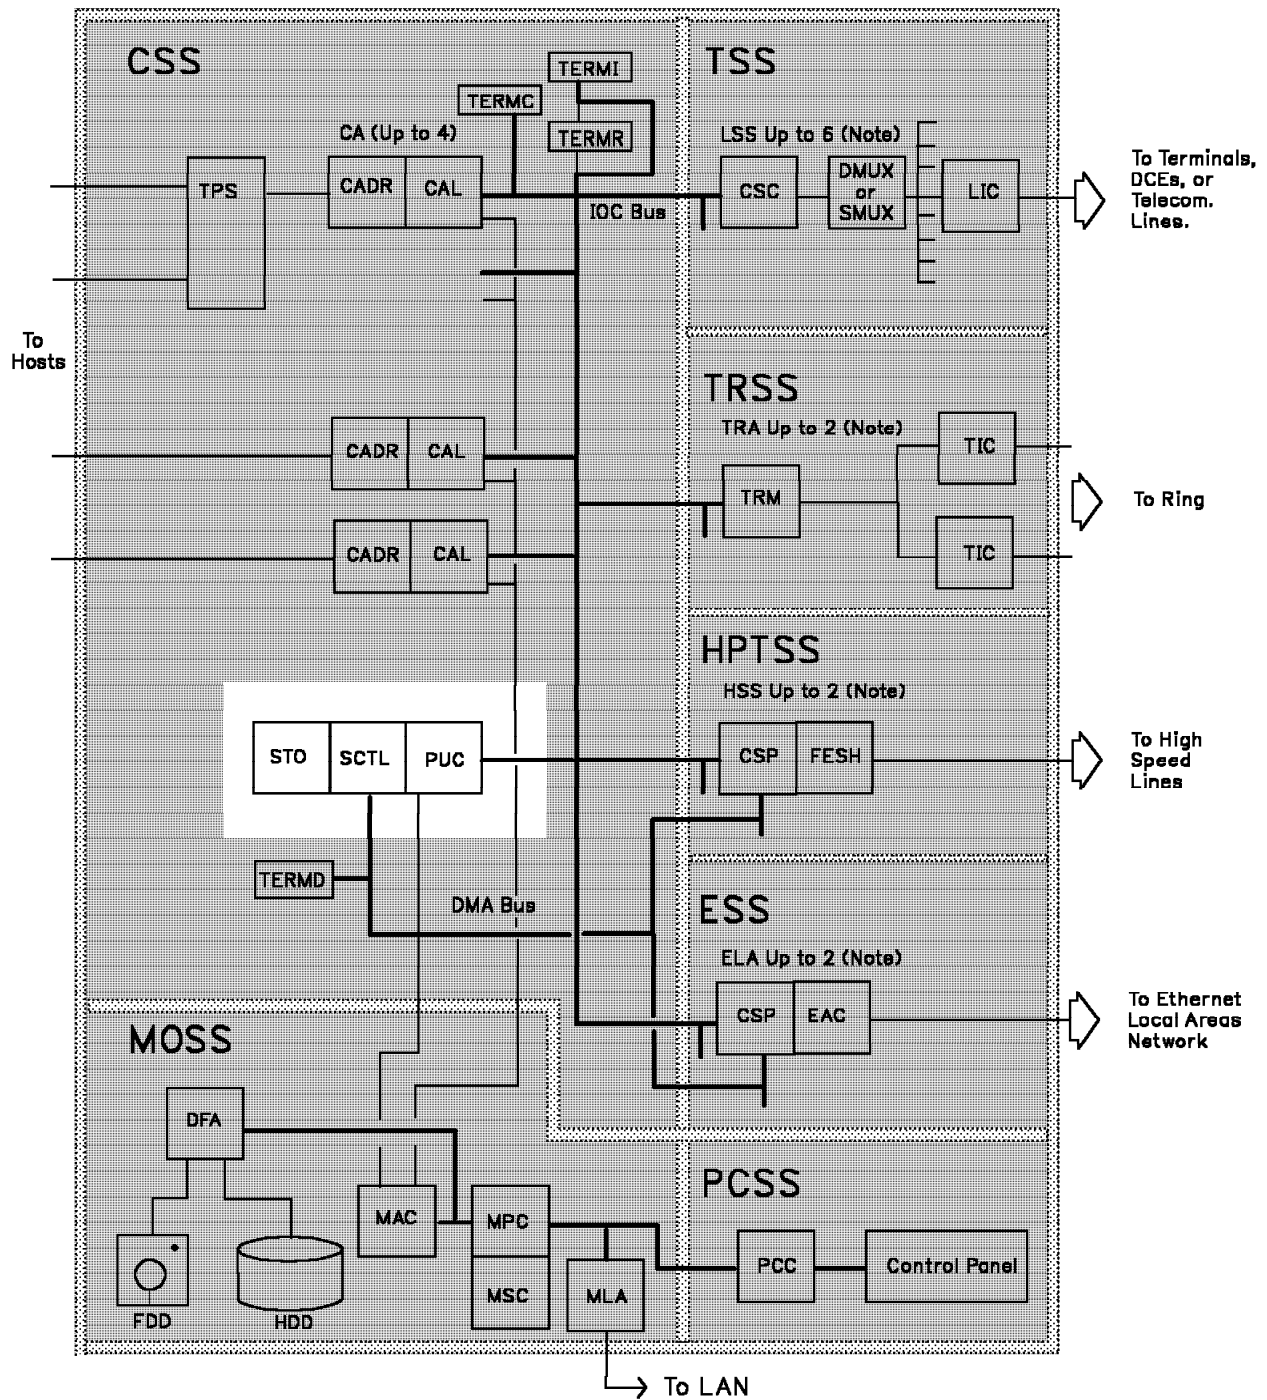 CSS
TERMI
TERMC
CA (Up to 4)
TERMR
TPS
CADR
CAL
IOC Bus
To
Hosts
CADR
CAL
CADR
CAL
STO
SCTL
PUC
TERMD
DMA Bus
TSS
LSS Up to 6 (Note)
CSC
DMUX
or
SMUX
LIC
To Terminals,
DCEs, or
Telecom.
Lines.
TRSS
TRA Up to 2 (Note)
TRM
TIC
TIC
To Ring
HPTSS
HSS Up to 2 (Note)
CSP
FESH
To High
Speed
Lines
ESS
ELA Up to 2 (Note)
CSP
EAC
To Ethernet
Local Areas
Network
MOSS
DFA
FDD
HDD
MAC
MPC
MSC
MLA
To LAN
PCSS
PCC
Control Panel